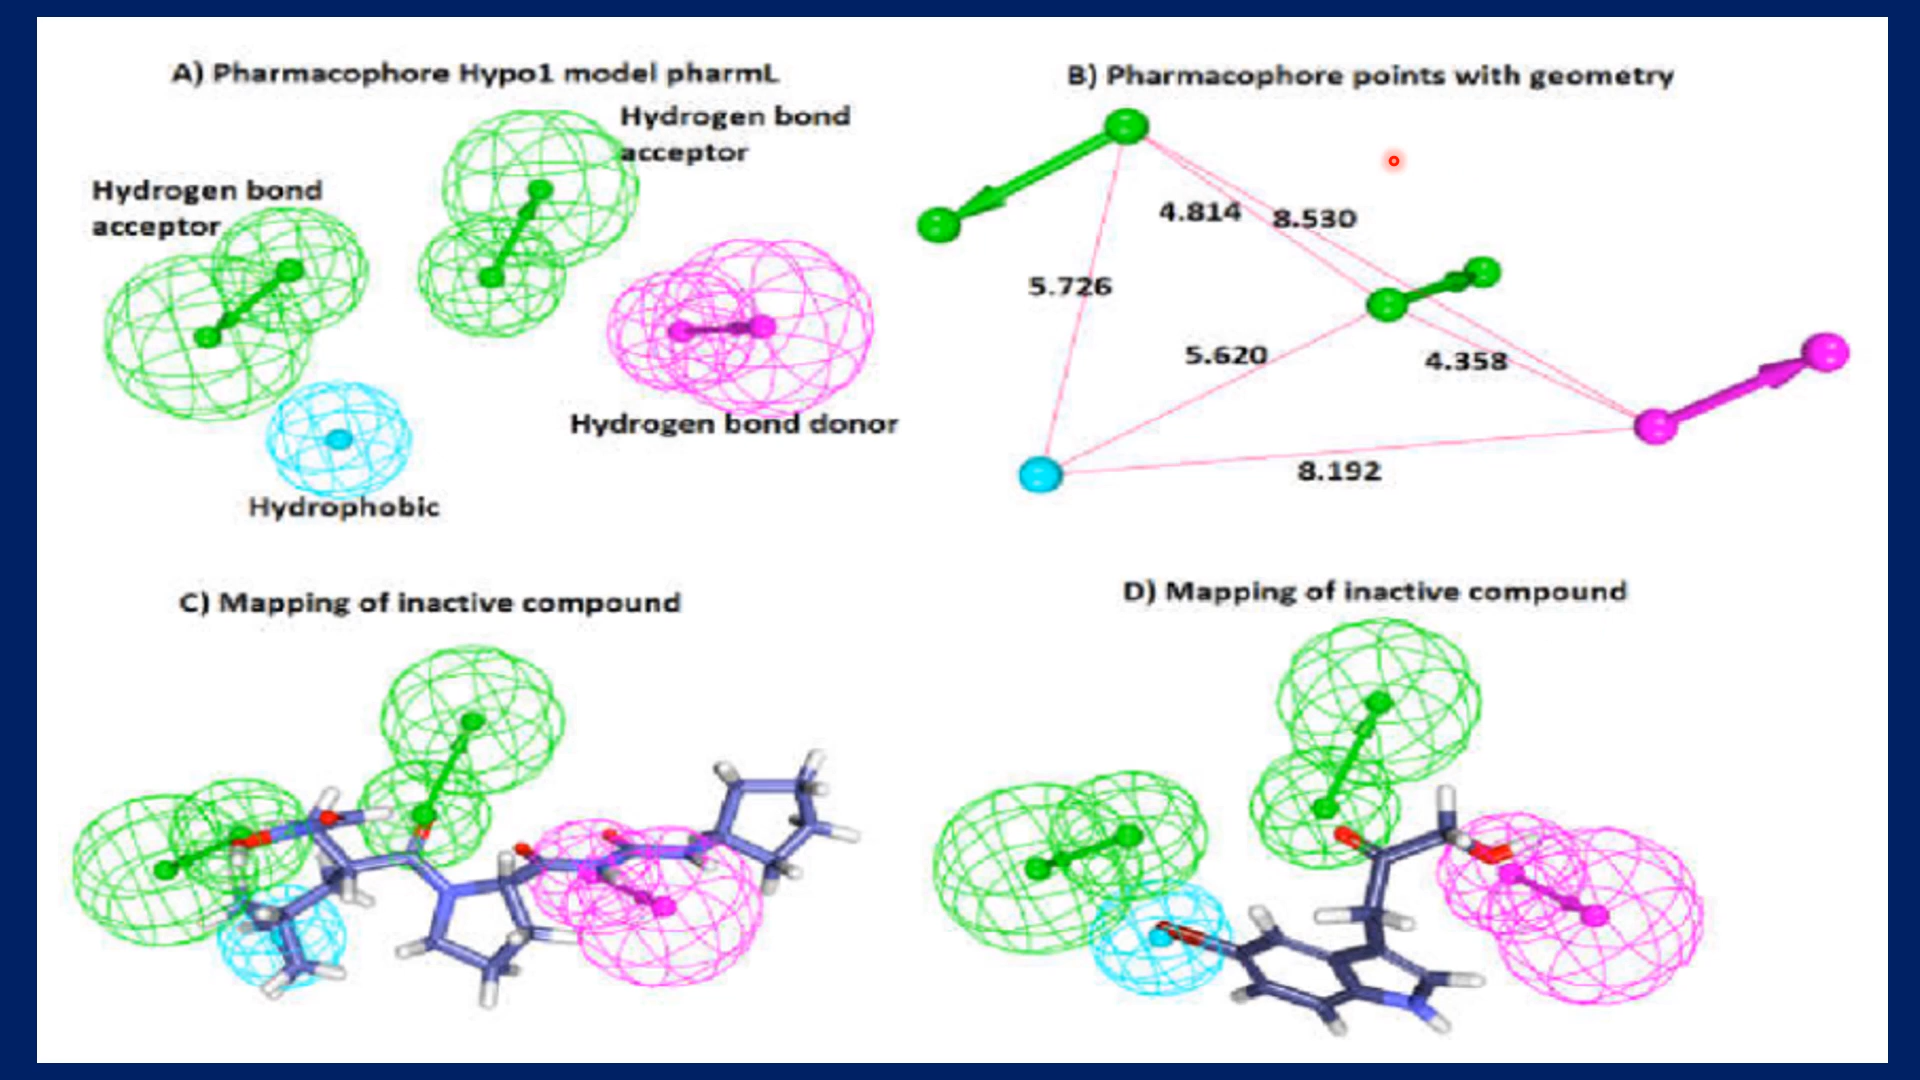 A) Pharmacophore Hypo1 model pharmL
Hydrogen bond
acceptor
Hydrogen bond
acceptor
Hydrogen bond donor
Hydrophobic
B) Pharmacophore points with geometry
4.814
8.530
5.726
5.620
4.358
8.192
C) Mapping of inactive compound
D) Mapping of inactive compound